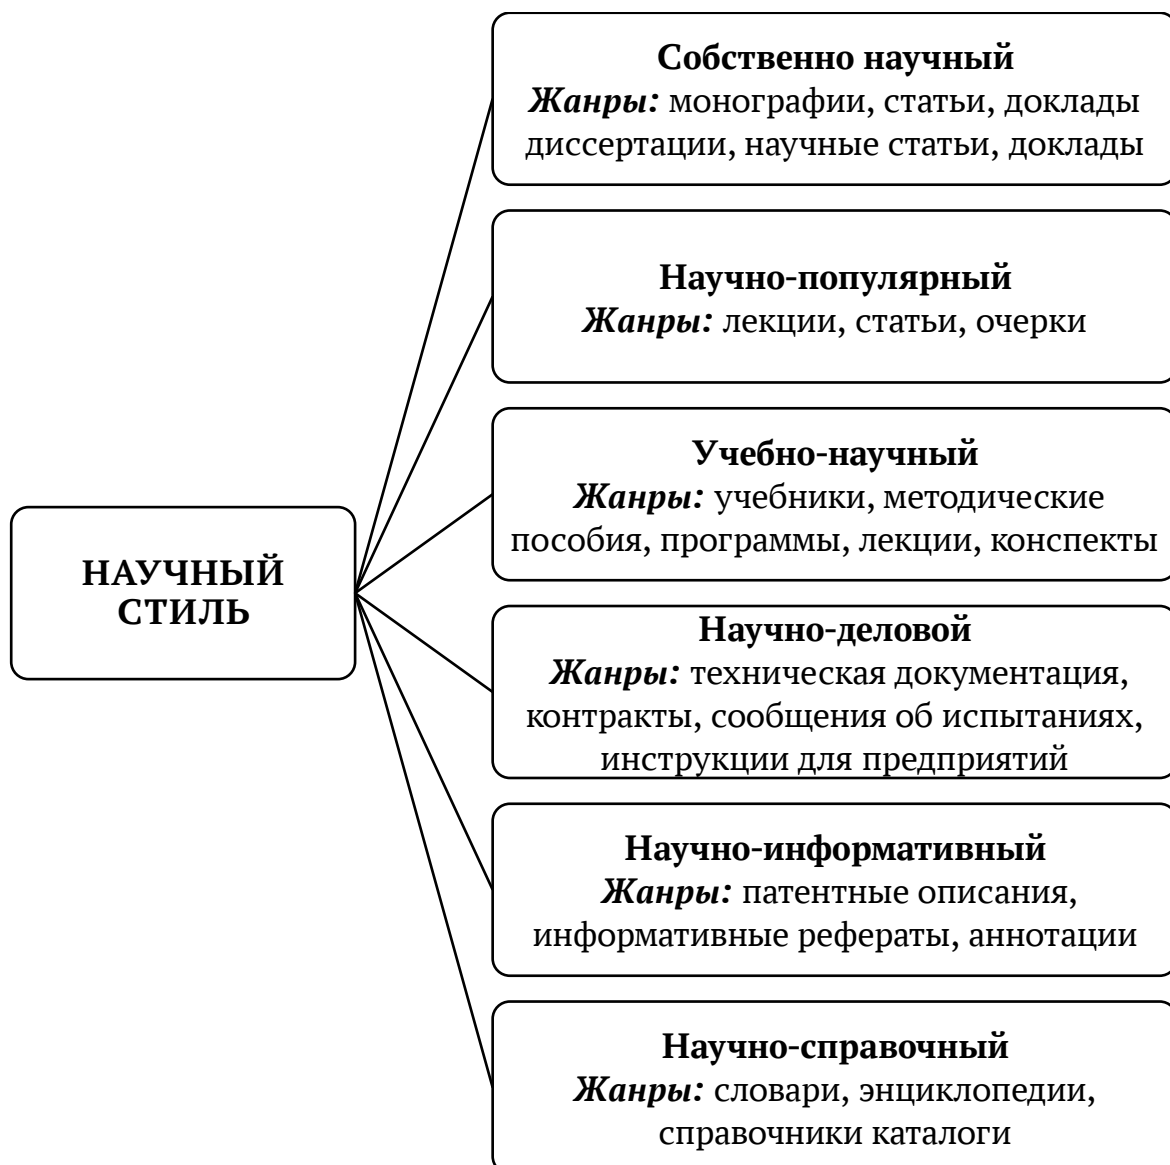 Собственно научный
Жанры: монографии, статьи, доклады
диссертации, научные статьи, доклады
Научно-популярный
Жанры: лекции, статьи, очерки
Учебно-научный
Жанры: учебники, методические
пособия, программы, лекции, конспекты
НАУЧНЫЙ
СТИЛЬ
Научно-деловой
Жанры: техническая документация,
контракты, сообщения об испытаниях,
инструкции для предприятий
Научно-информативный
Жанры: патентные описания,
информативные рефераты, аннотации
Научно-справочный
Жанры: словари, энциклопедии,
справочники каталоги